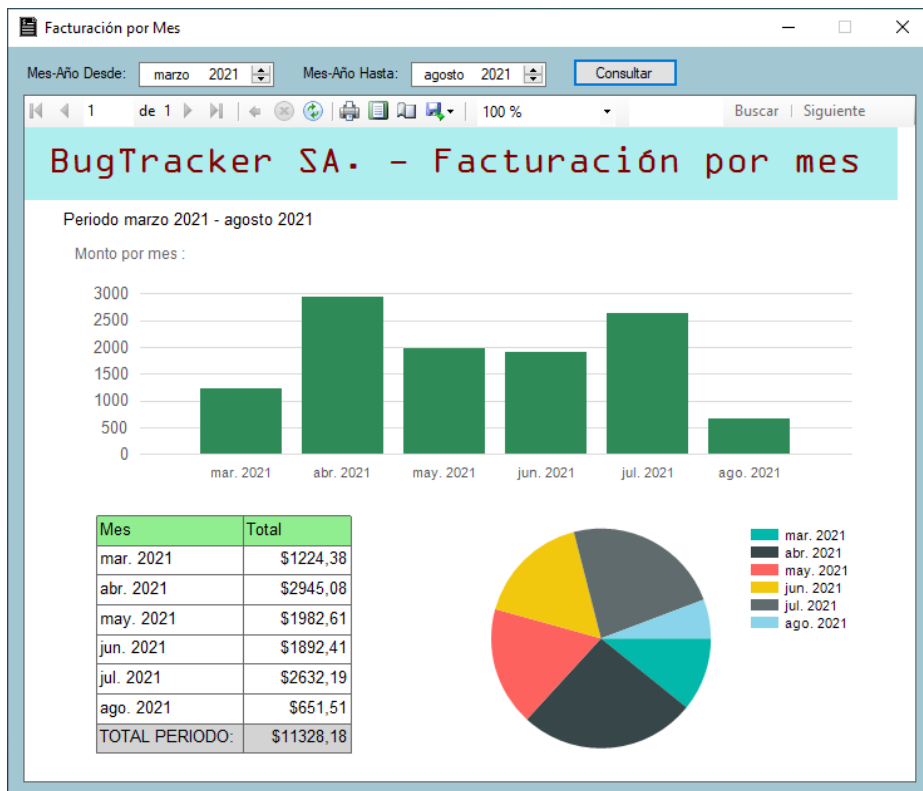 Facturación por Mes
Mes-Año Desde: marzo 2021 Mes-Año Hasta: agosto 2021 Consultar
1 de 1 100 % Buscar | Siguiente
BugTracker SA. - Facturación por mes
Periodo marzo 2021 - agosto 2021
Monto por mes :
3000
2500
2000
1500
1000
500
0
mar. 2021 abr. 2021 may. 2021 jun. 2021 jul. 2021 ago. 2021
Mes Total
mar. 2021 $1224,38
abr. 2021 $2945,08
may. 2021 $1982,61
jun. 2021 $1892,41
jul. 2021 $2632,19
ago. 2021 $651,51
TOTAL PERIODO: $11328,18
mar. 2021
abr. 2021
may. 2021
jun. 2021
jul. 2021
ago. 2021